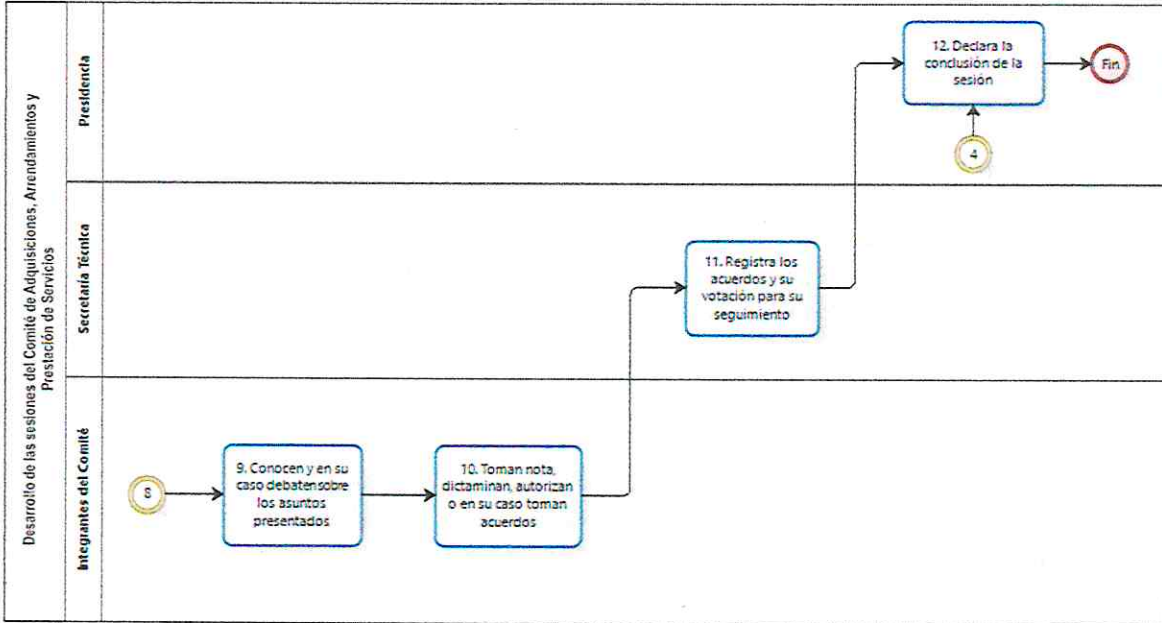 Desarrollo de las sesiones del Comité de Adquisiciones, Arrendamientos y
Prestación de Servicios
Presidencia
12. Declara la
conclusión de la
sesión
Fin
4
Secretaría Técnica
11. Registra los
acuerdos y su
votación para su
seguimiento
Integrantes del Comité
8
9. Conocen y en su
caso debaten sobre
los asuntos
presentados
10. Toman nota,
dictaminan, autorizan
o en su caso toman
acuerdos